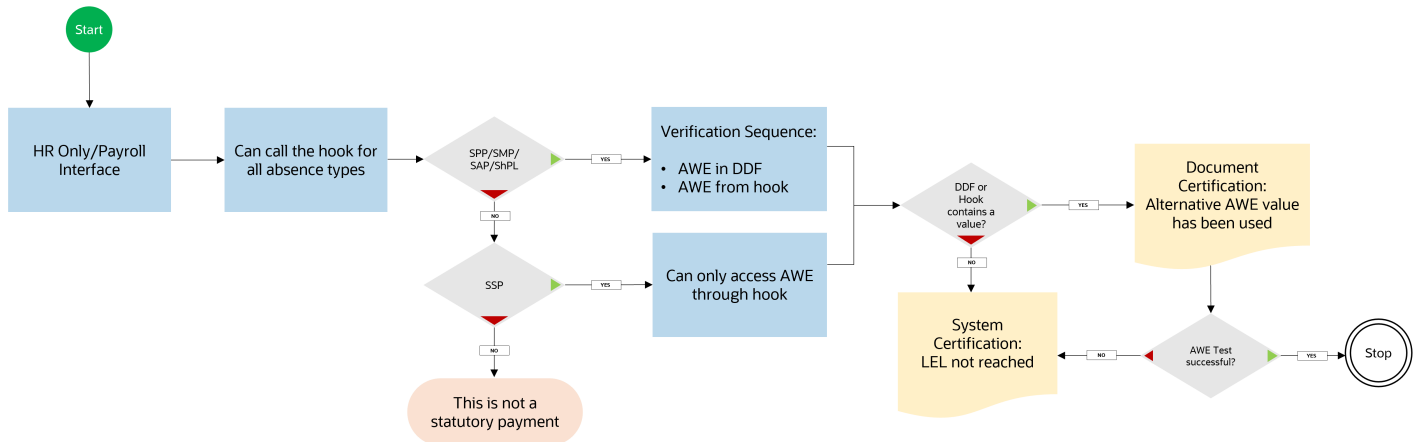 Start
HR Only/Payroll
Interface
Can call the hook for
all absence types
SPP/SMP/
SAP/ShPL
YES
NO
Verification Sequence:
• AWE in DDF
• AWE from hook
SSP
YES
NO
Can only access AWE
through hook
This is not a
statutory payment
DDF or
Hook
contains a
value?
YES
NO
Document
Certification:
Alternative AWE value
has been used
System
Certification:
LEL not reached
AWE Test
successful?
NO
YES
Stop